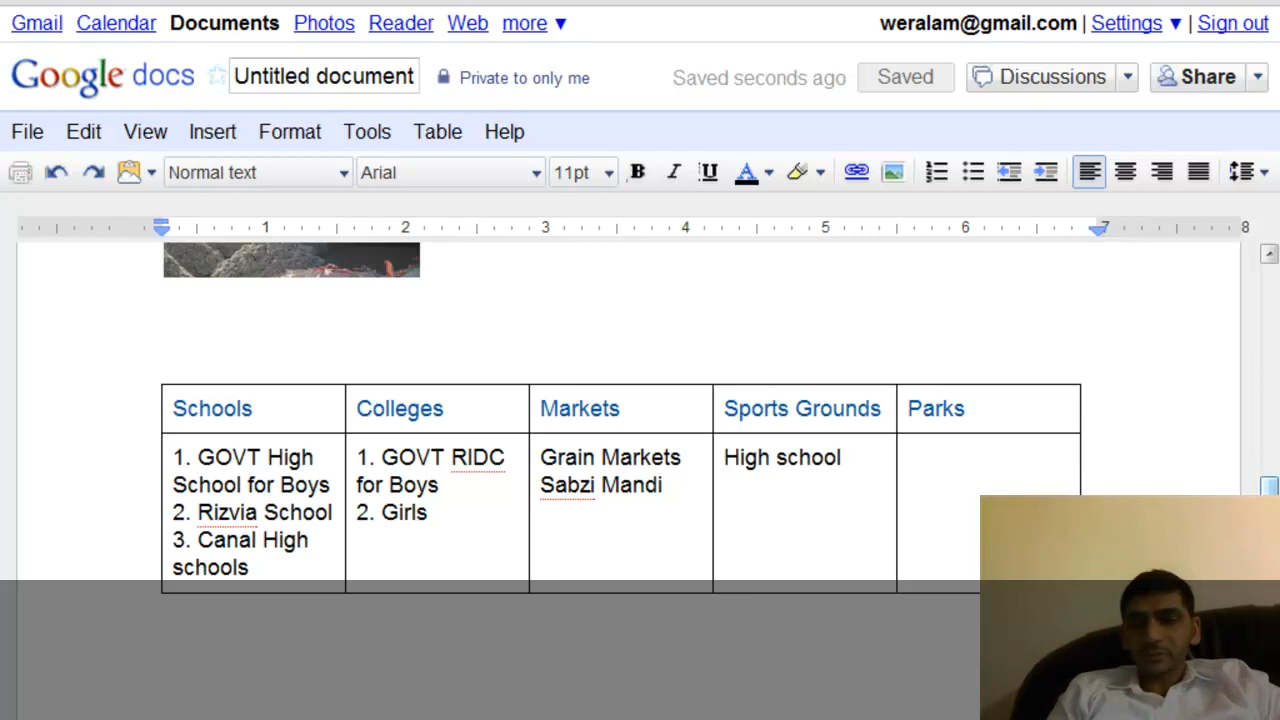 Gmail Calendar Documents Photos Reader Web more ▼ weralam@gmail.com | Settings ▼ | Sign out
Google docs Untitled document Private to only me Saved seconds ago Saved Discussions Share
File Edit View Insert Format Tools Table Help
Normal text Arial 11pt B I U A
1 2 3 4 5 6 7 8
Schools Colleges Markets Sports Grounds Parks
1. GOVT High 1. GOVT RIDC Grain Markets High school
School for Boys for Boys Sabzi Mandi
2. Rizvia School 2. Girls
3. Canal High
schools